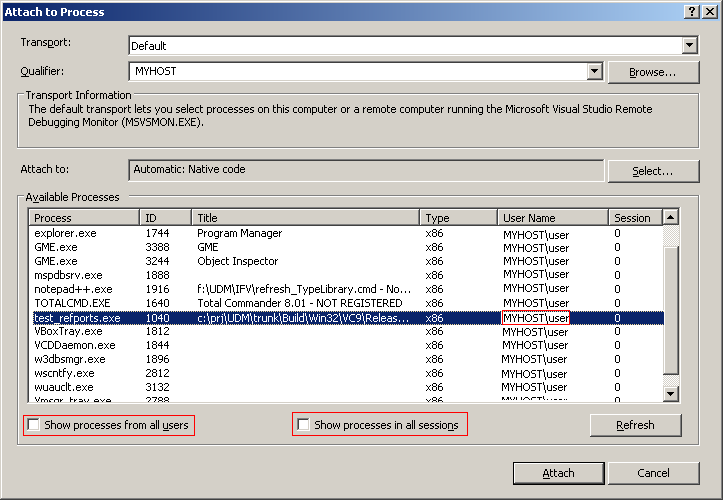 Attach to Process
Transport: Default
Qualifier: MYHOST Browse...
Transport Information
The default transport lets you select processes on this computer or a remote computer running the Microsoft Visual Studio Remote
Debugging Monitor (MSVSMON.EXE).
Attach to: Automatic: Native code Select...
Available Processes
Process ID Title Type User Name Session
explorer.exe 1744 Program Manager x86 MYHOST\user 0
GME.exe 3388 GME x86 MYHOST\user 0
GME.exe 3244 Object Inspector x86 MYHOST\user 0
mspdbsrv.exe 1888 x86 MYHOST\user 0
notepad++.exe 1916 f:\UDM\IFV\refresh_TypeLibrary.cmd - No... x86 MYHOST\user 0
TOTALCMD.EXE 1640 Total Commander 8.01 - NOT REGISTERED x86 MYHOST\user 0
test_refports.exe 1040 c:\prj\UDM\trunk\Build\Win32\VC9\Releas... x86 MYHOST\user 0
VBoxTray.exe 1812 x86 MYHOST\user 0
VCDDaemon.exe 1844 x86 MYHOST\user 0
w3dbsmgr.exe 1896 x86 MYHOST\user 0
wscntfy.exe 2812 x86 MYHOST\user 0
wuauclt.exe 3132 x86 MYHOST\user 0
Ymsgr_tray.exe 2788 x86 MYHOST\user 0
Show processes from all users Show processes in all sessions Refresh
Attach Cancel